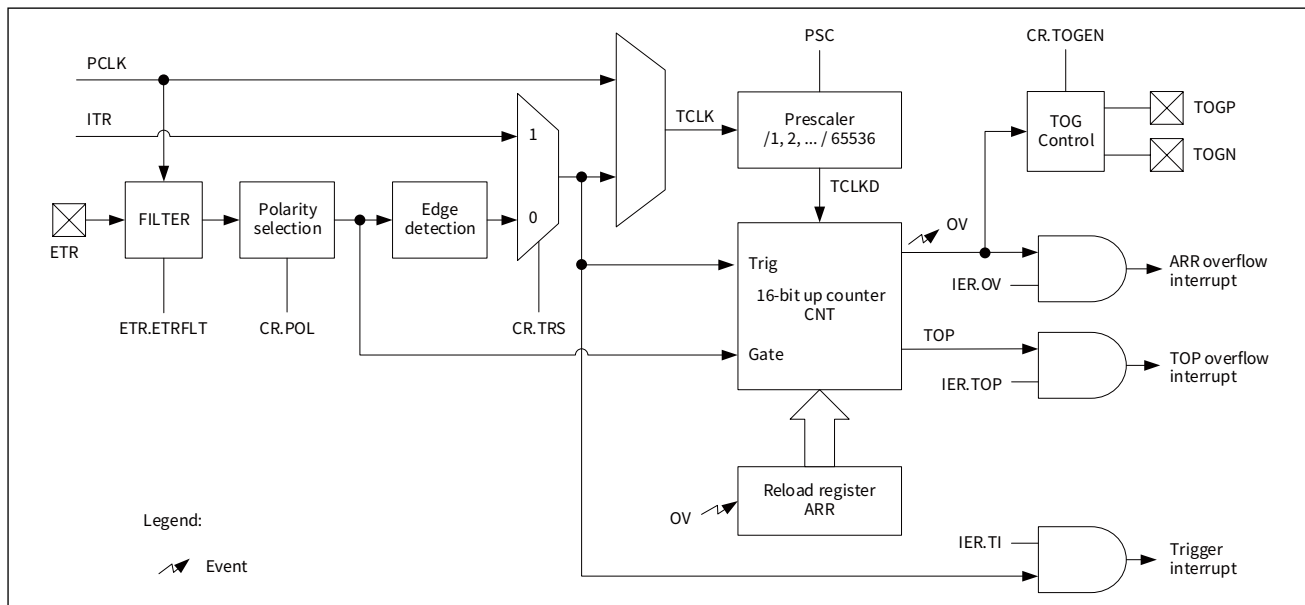 PSC
CR.TOGEN
PCLK
ITR
1
TCLK
Prescaler
/1, 2, ... / 65536
TOG
Control
TOGP
TOGN
TCLKD
ETR
FILTER
Polarity
selection
Edge
detection
0
OV
Trig
16-bit up counter
CNT
Gate
IER.OV
ARR overflow
interrupt
ETR.ETRFLT
CR.POL
CR.TRS
TOP
IER.TOP
TOP overflow
interrupt
Reload register
ARR
OV
Legend:
Event
IER.TI
Trigger
interrupt